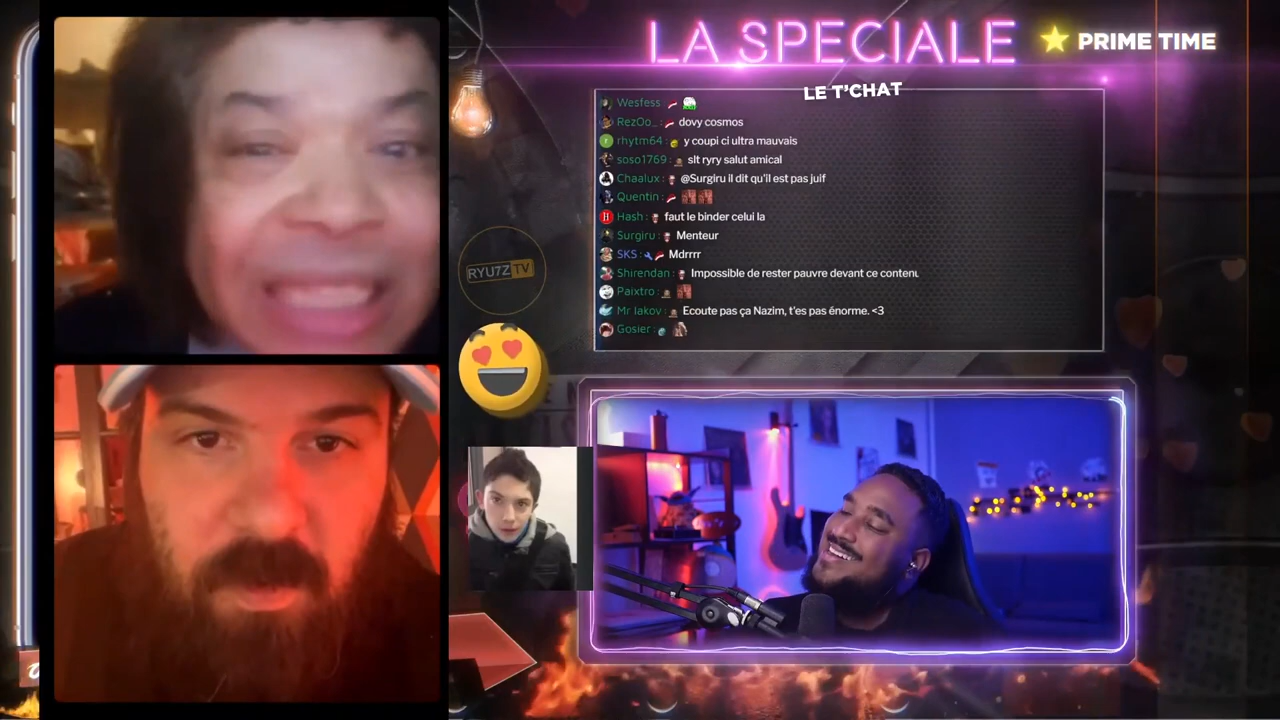 LA SPECIALE
PRIME TIME
LE T'CHAT
Wesfess
RezOo_: dovy cosmos
rhytm64: y coupi ci ultra mauvais
soso1769: slt ryry salut amical
Chaalux: @Surgiru il dit qu'il est pas juif
Quentin:
Hash: faut le binder celui la
Surgiru: Menteur
SKS: Mdrrrr
Shirendan: Impossible de rester pauvre devant ce contenu.
Paixtro:
Mr Iakov: Ecoute pas ça Nazim, t'es pas énorme. <3
Gosier:
RYU7Z TV